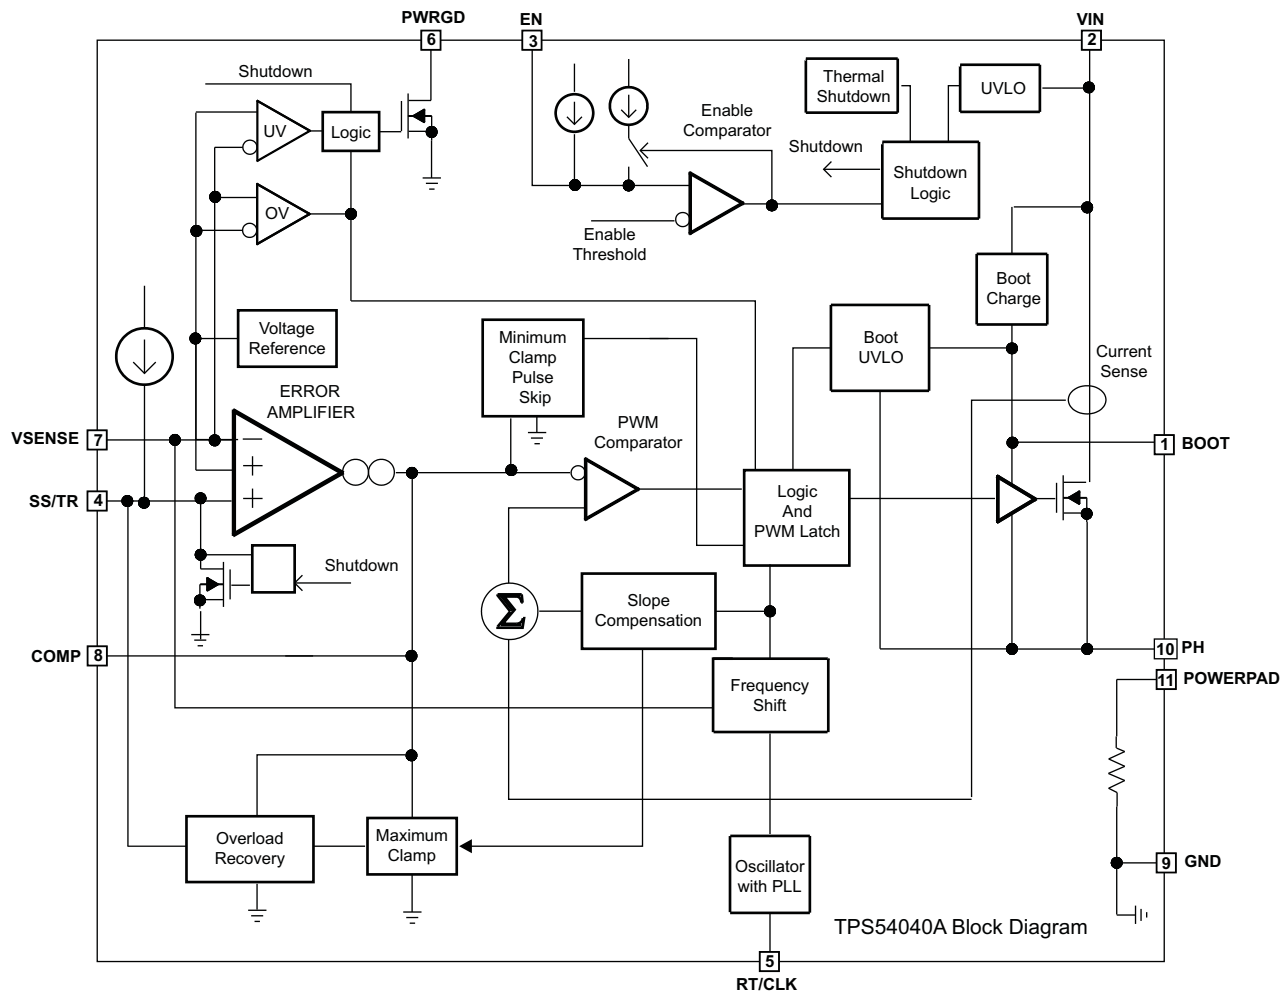 PWRGD
EN
VIN
6
3
2
Shutdown
Thermal
Shutdown
UVLO
Enable
Comparator
UV
Logic
Shutdown
Shutdown
Logic
OV
Enable
Threshold
Boot
Charge
Voltage
Reference
Minimum
Clamp
Pulse
Skip
Boot
UVLO
Current
Sense
ERROR
AMPLIFIER
PWM
Comparator
VSENSE
7
−
+
+
1
BOOT
SS/TR
4
Logic
And
PWM Latch
Shutdown
Σ
Slope
Compensation
COMP
8
10
PH
11
POWERPAD
Frequency
Shift
Overload
Recovery
Maximum
Clamp
Oscillator
with PLL
9
GND
TPS54040A Block Diagram
5
RT/CLK